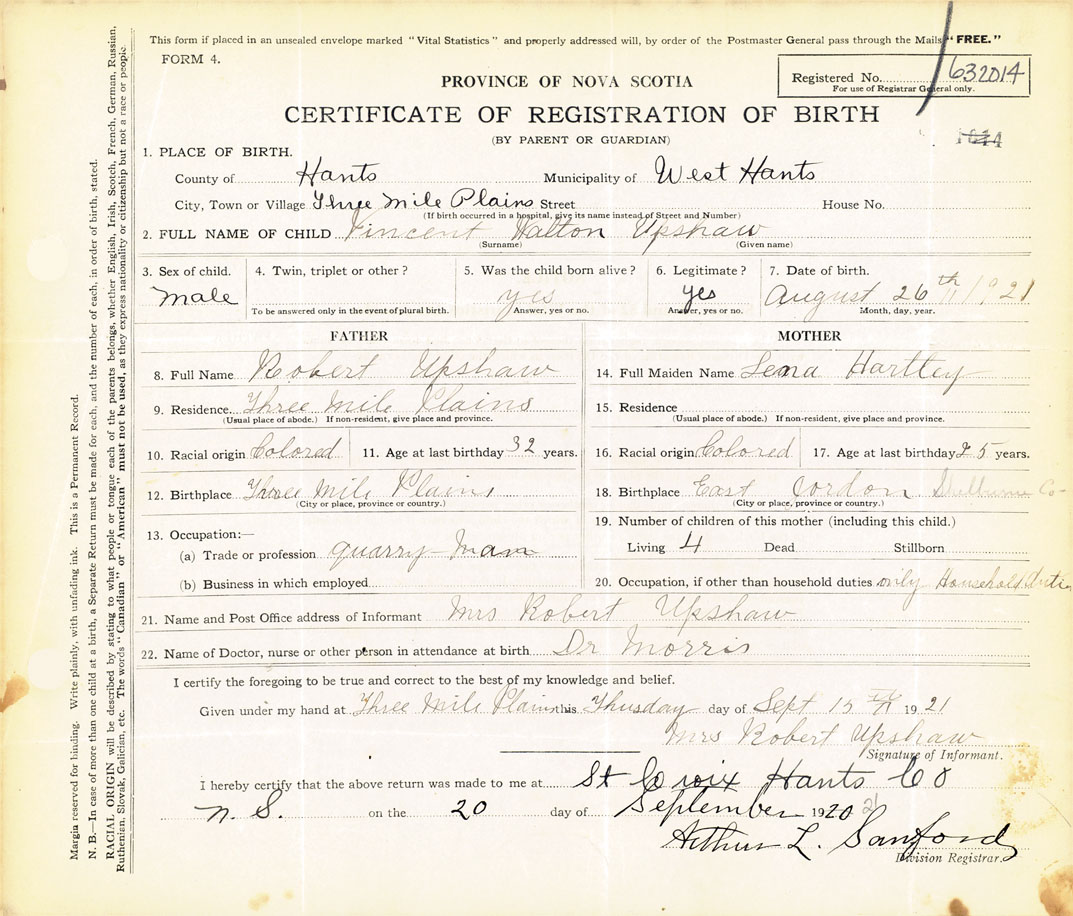 This form if placed in an unsealed envelope marked "Vital Statistics" and properly addressed will, by order of the Postmaster General pass through the Mails "FREE."
FORM 4.
PROVINCE OF NOVA SCOTIA
Registered No. 632014
For use of Registrar General only.
CERTIFICATE OF REGISTRATION OF BIRTH
(BY PARENT OR GUARDIAN)
1. PLACE OF BIRTH.
County of Hants Municipality of West Hants
City, Town or Village Three Mile Plains Street House No.
(If birth occurred in a hospital, give its name instead of Street and Number)
2. FULL NAME OF CHILD Vincent Walton Upshaw
(Surname) (Given name)
3. Sex of child. 4. Twin, triplet or other? 5. Was the child born alive? 6. Legitimate? 7. Date of birth.
Male yes yes August 26th 1921
To be answered only in the event of plural birth. Answer, yes or no. Answer, yes or no. Month, day, year.
FATHER MOTHER
8. Full Name Robert Upshaw 14. Full Maiden Name Lena Hartley
9. Residence Three Mile Plains 15. Residence
(Usual place of abode.) If non-resident, give place and province. (Usual place of abode.) If non-resident, give place and province.
10. Racial origin Colored 11. Age at last birthday 32 years. 16. Racial origin Colored 17. Age at last birthday 25 years.
12. Birthplace Three Mile Plains 18. Birthplace East Jordon Shelburne Co-
(City or place, province or country.) (City or place, province or country.)
13. Occupation:— 19. Number of children of this mother (including this child.)
(a) Trade or profession quarry-man Living 4 Dead Stillborn
(b) Business in which employed 20. Occupation, if other than household duties only Household duties
21. Name and Post Office address of Informant Mrs Robert Upshaw
22. Name of Doctor, nurse or other person in attendance at birth Dr Morris
I certify the foregoing to be true and correct to the best of my knowledge and belief.
Given under my hand at Three Mile Plains this Thusday day of Sept 15th 1921
Mrs Robert Upshaw
Signature of Informant.
I hereby certify that the above return was made to me at St Croix Hants Co
N.S. on the 20 day of September 1920 21
Arthur L. Sanford
Division Registrar.
Margin reserved for binding. Write plainly, with unfading ink. This is a Permanent Record.
N. B.—In case of more than one child at a birth, a Separate Return must be made for each, and the number of each, in order of birth, stated.
RACIAL ORIGIN will be described by stating to what people or tongue each of the parents belongs, whether English, Irish, Scotch, French, German, Russian,
Ruthenian, Slovak, Galician, etc. The words "Canadian" or "American" must not be used, as they express nationality or citizenship but not a race or people.